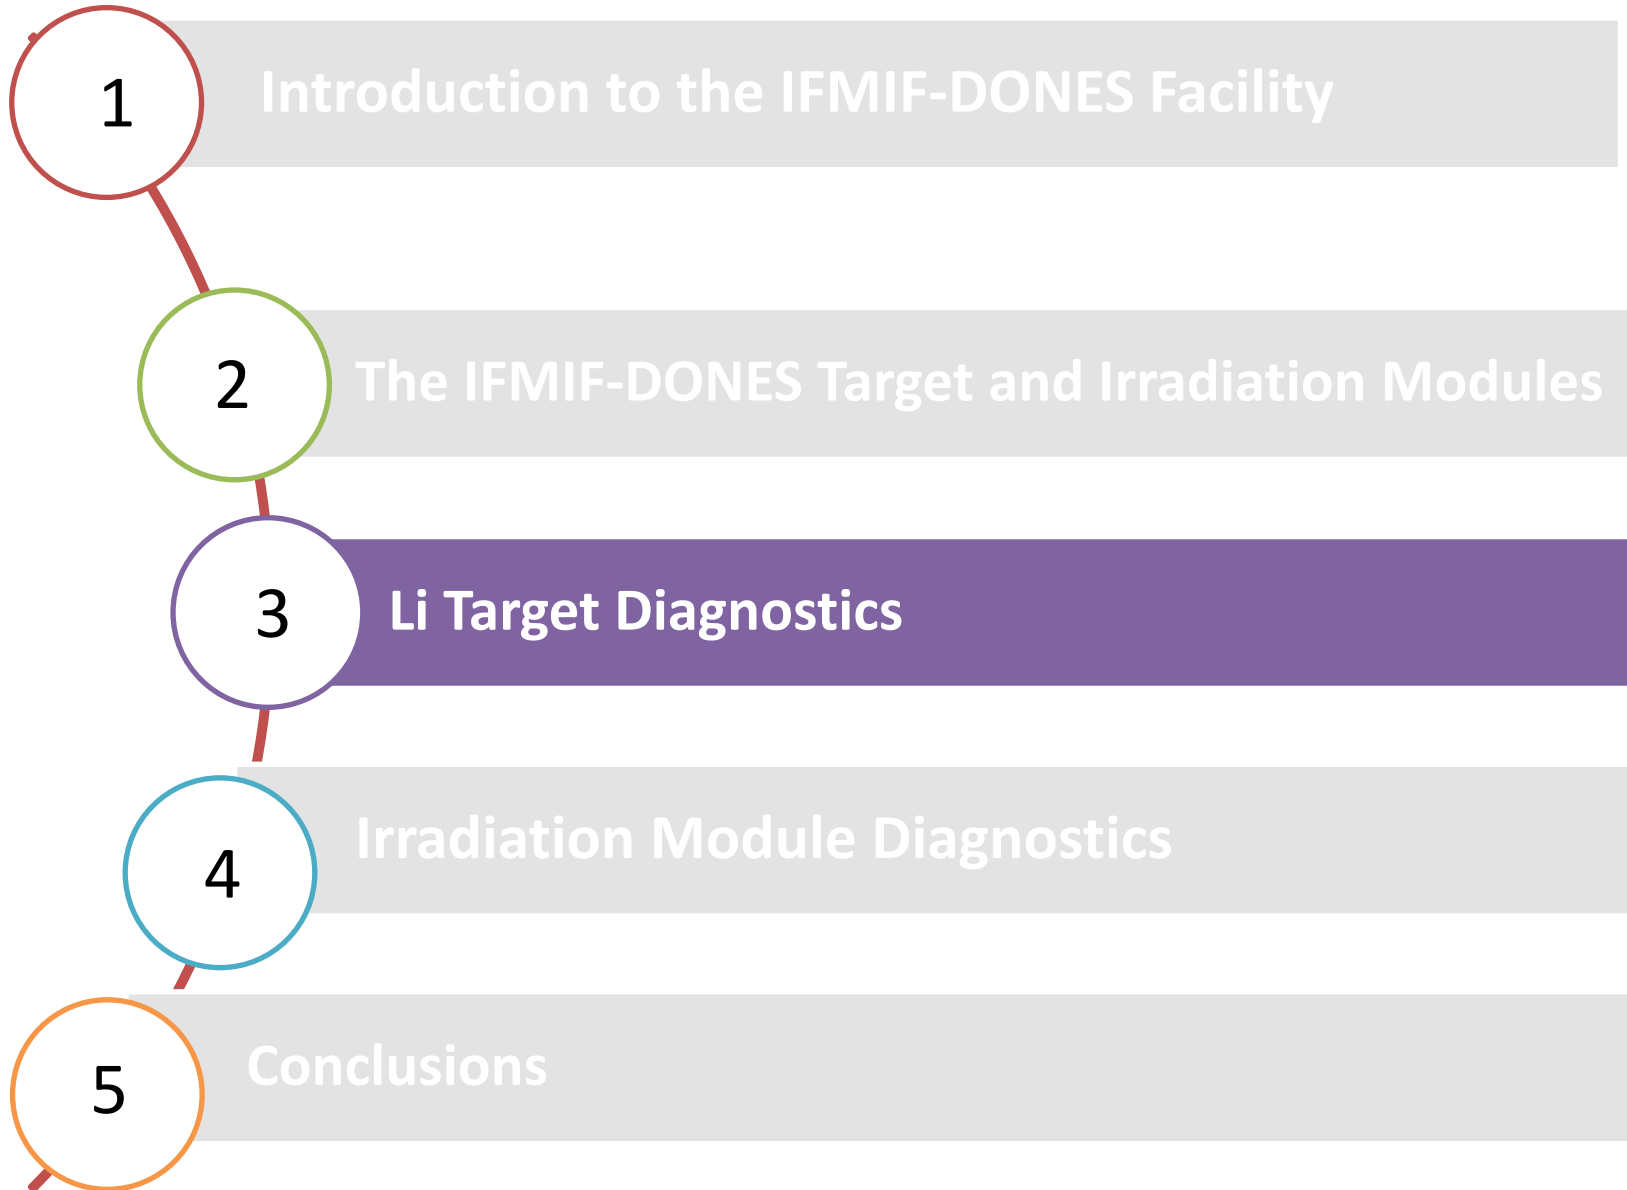 1
Introduction to the IFMIF-DONES Facility
2
The IFMIF-DONES Target and Irradiation Modules
3
Li Target Diagnostics
4
Irradiation Module Diagnostics
5
Conclusions